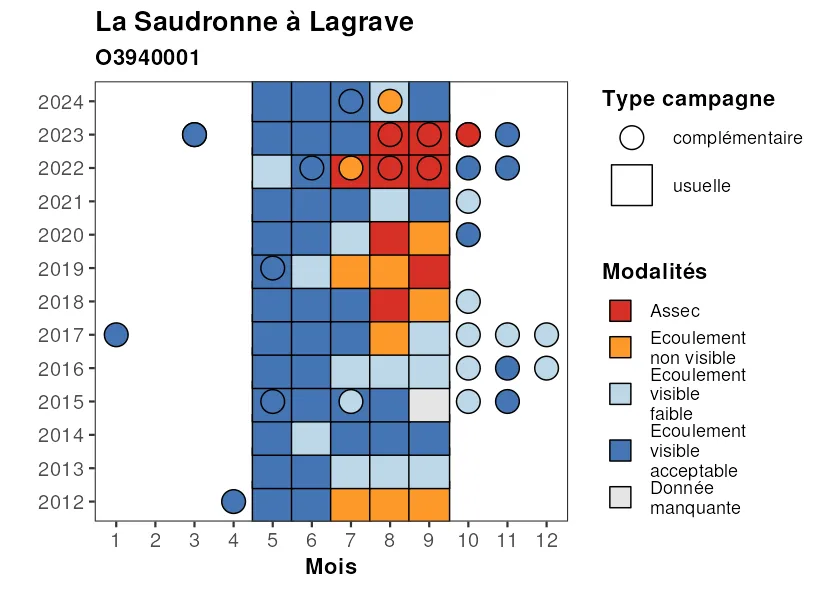 La Saudronne à Lagrave
O3940001
2024
2023
2022
2021
2020
2019
2018
2017
2016
2015
2014
2013
2012
1 2 3 4 5 6 7 8 9 10 11 12
Mois
Type campagne
complémentaire
usuelle
Modalités
Assec
Ecoulement
non visible
Ecoulement
visible
faible
Ecoulement
visible
acceptable
Donnée
manquante